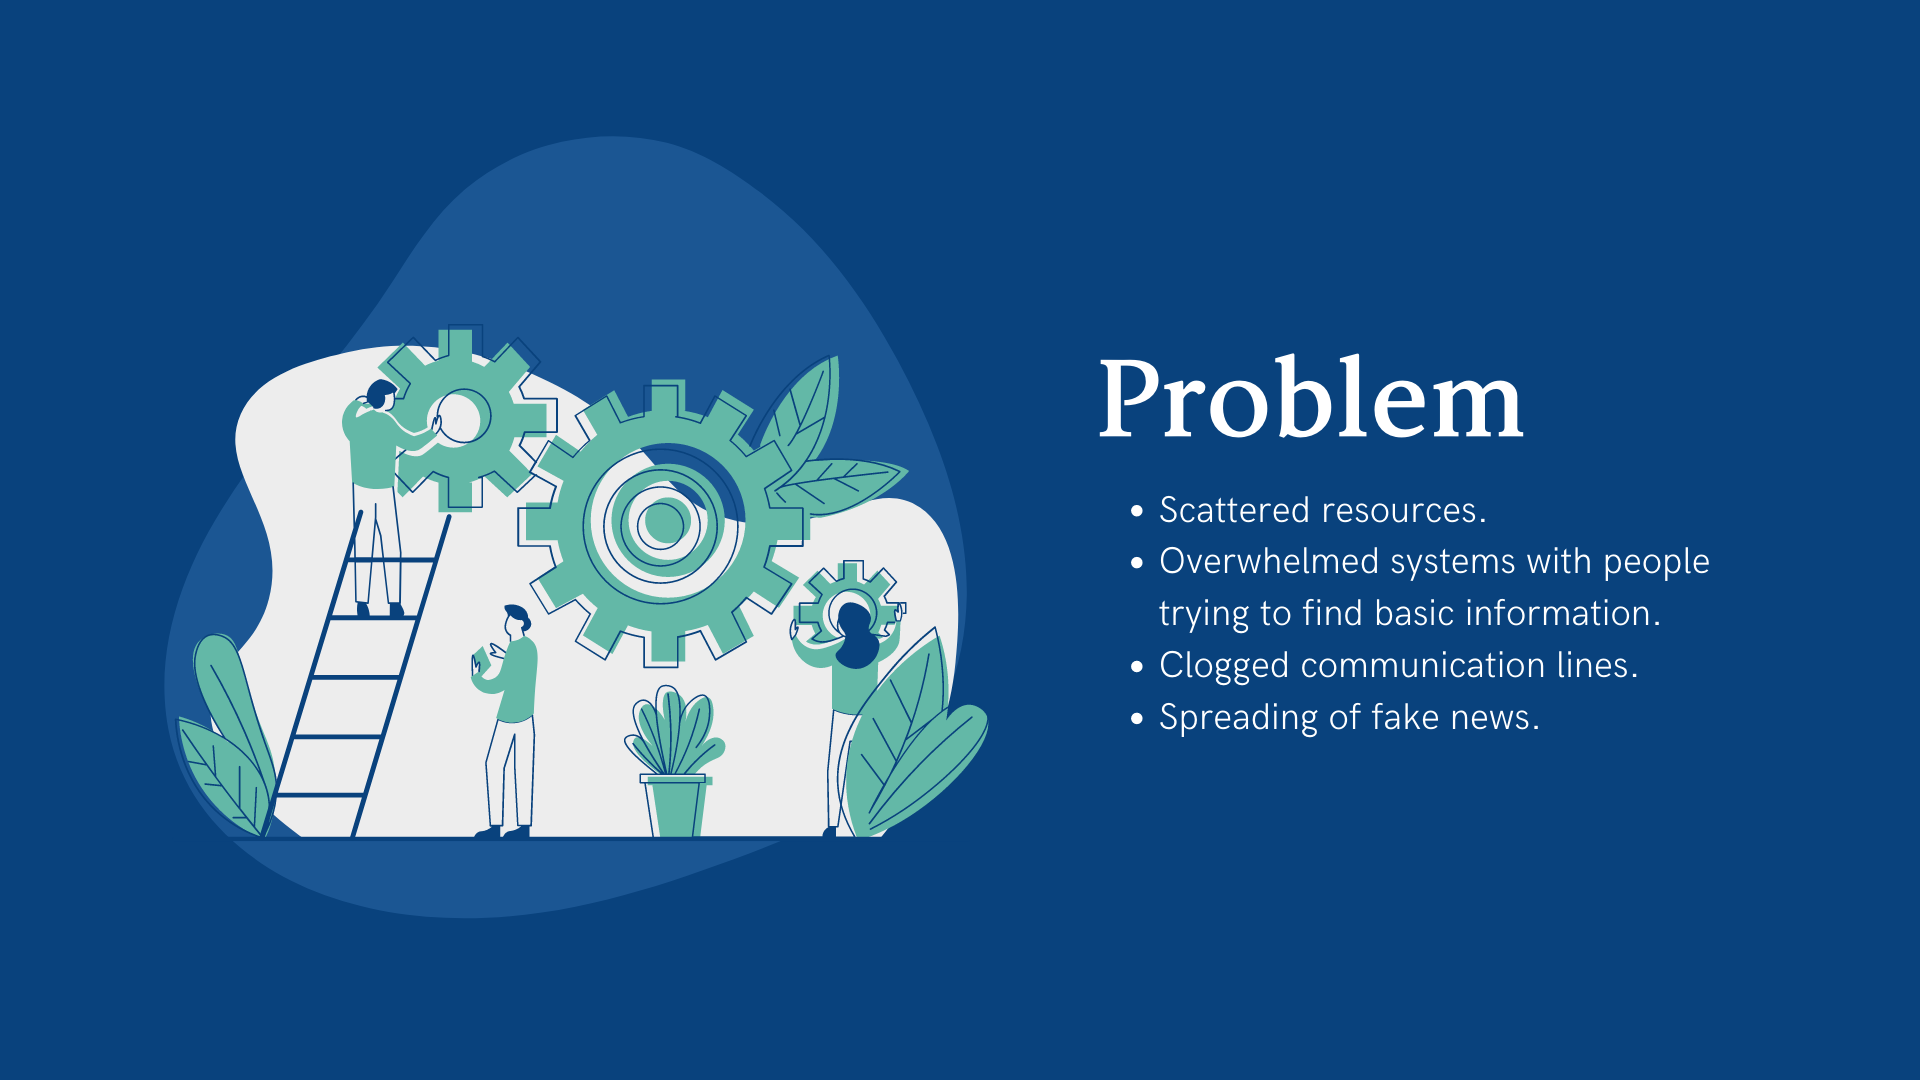 Problem
• Scattered resources.
• Overwhelmed systems with people
trying to find basic information.
• Clogged communication lines.
• Spreading of fake news.